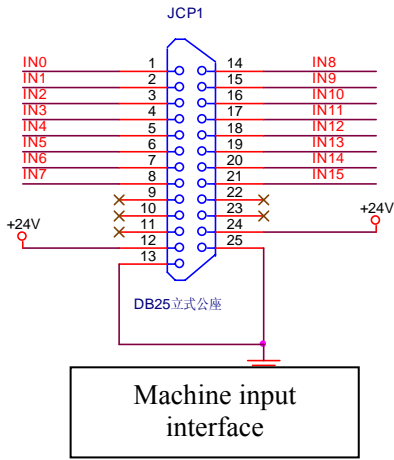 JCP1
IN0 1 14 IN8
IN1 2 15 IN9
IN2 3 16 IN10
IN3 4 17 IN11
IN4 5 18 IN12
IN5 6 19 IN13
IN6 7 20 IN14
IN7 8 21 IN15
9 22
10 23
+24V 11 24 +24V
12 25
13
DB25立式公座
Machine input
interface